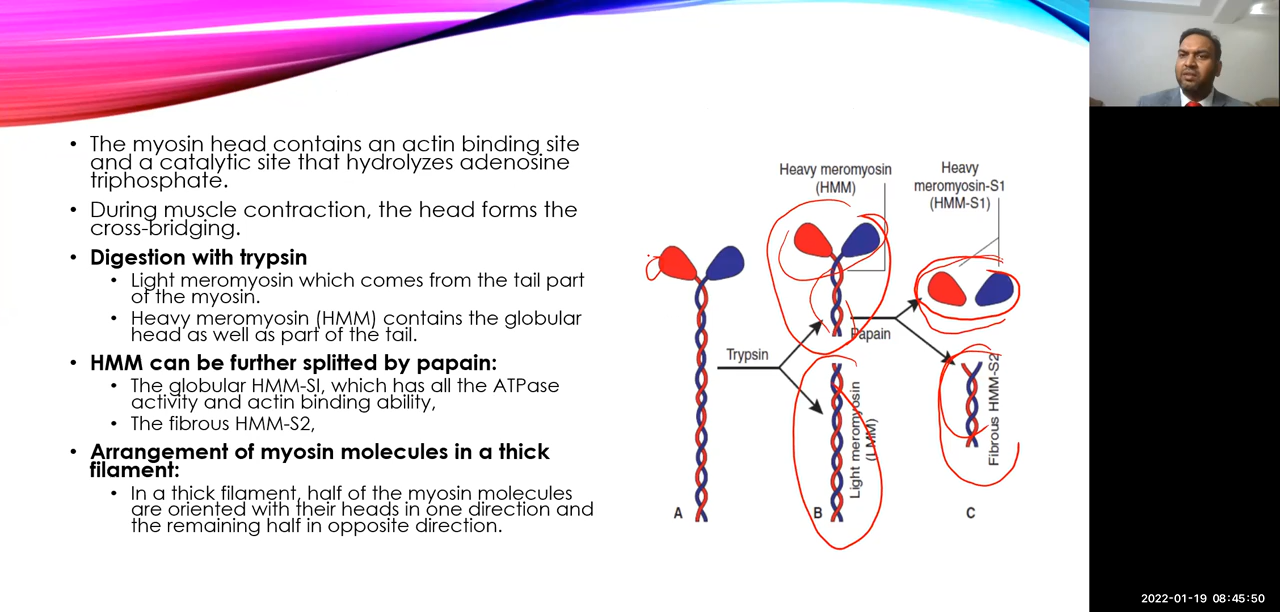 • The myosin head contains an actin binding site
and a catalytic site that hydrolyzes adenosine
triphosphate.
• During muscle contraction, the head forms the
cross-bridging.
• Digestion with trypsin
• Light meromyosin which comes from the tail part
of the myosin.
• Heavy meromyosin (HMM) contains the globular
head as well as part of the tail.
• HMM can be further splitted by papain:
• The globular HMM-SI, which has all the ATPase
activity and actin binding ability,
• The fibrous HMM-S2,
• Arrangement of myosin molecules in a thick
filament:
• In a thick filament, half of the myosin molecules
are oriented with their heads in one direction and
the remaining half in opposite direction.
Heavy meromyosin
(HMM)
Heavy
meromyosin-S1
(HMM-S1)
Trypsin
Papain
Light meromyosin
(LMM)
Fibrous HMM-S2
A
B
C
2022-01-19 08:45:50